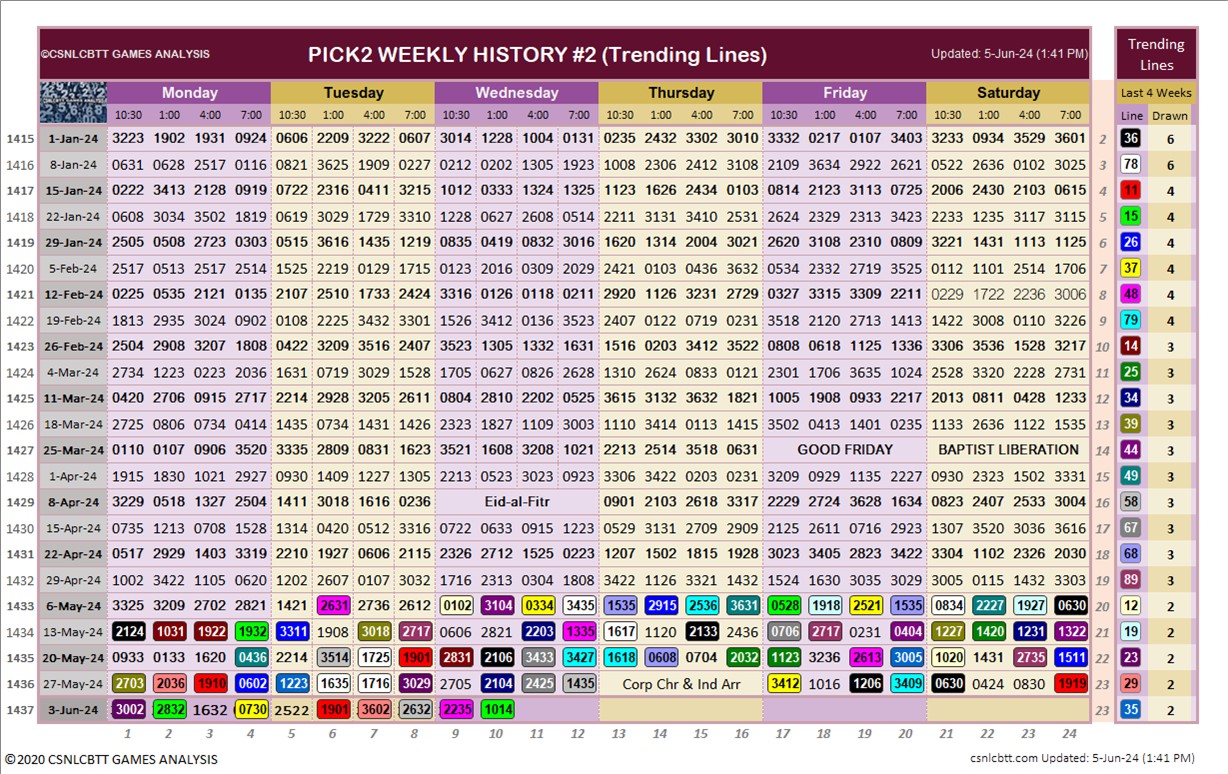 ©CSNLCBTT GAMES ANALYSIS PICK2 WEEKLY HISTORY #2 (Trending Lines) Updated: 5-Jun-24 (1:41 PM)
Trending Lines
Monday Tuesday Wednesday Thursday Friday Saturday Last 4 Weeks
10:30 1:00 4:00 7:00 10:30 1:00 4:00 7:00 10:30 1:00 4:00 7:00 10:30 1:00 4:00 7:00 10:30 1:00 4:00 7:00 10:30 1:00 4:00 7:00 Line Drawn
1415 1-Jan-24 3223 1902 1931 0924 0606 2209 3222 0607 3014 1228 1004 0131 0235 2432 3302 3010 3332 0217 0107 3403 3233 0934 3529 3601 2 36 6
1416 8-Jan-24 0631 0628 2517 0116 0821 3625 1909 0227 0212 0202 1305 1923 1008 2306 2412 3108 2109 3634 2922 2621 0522 2636 0102 3025 3 78 6
1417 15-Jan-24 0222 3413 2128 0919 0722 2316 0411 3215 1012 0333 1324 1325 1123 1626 2434 0103 0814 2123 3113 0725 2006 2430 2103 0615 4 11 4
1418 22-Jan-24 0608 3034 3502 1819 0619 3029 1729 3310 1228 0627 2608 0514 2211 3131 3410 2531 2624 2329 2313 3423 2233 1235 3117 3115 5 15 4
1419 29-Jan-24 2505 0508 2723 0303 0515 3616 1435 1219 0835 0419 0832 3016 1620 1314 2004 3021 2620 3108 2310 0809 3221 1431 1113 1125 6 26 4
1420 5-Feb-24 2517 0513 2517 2514 1525 2219 0129 1715 0123 2016 0309 2029 2421 0103 0436 3632 0534 2332 2719 3525 0112 1101 2514 1706 7 37 4
1421 12-Feb-24 0225 0535 2121 0135 2107 2510 1733 2424 3316 0126 0118 0211 2920 1126 3231 2729 0327 3315 3309 2211 0229 1722 2236 3006 8 48 4
1422 19-Feb-24 1813 2935 3024 0902 0108 2225 3432 3301 1526 3412 0136 3523 2407 0122 0719 0231 3518 2120 2713 1413 1422 3008 0110 3226 9 79 4
1423 26-Feb-24 2504 2908 3207 1808 0422 3209 3516 2407 3523 1305 1332 1631 1516 0203 3412 3522 0808 0618 1125 1336 3306 3536 1528 3217 10 14 3
1424 4-Mar-24 2734 1223 0223 2036 1631 0719 3029 1528 1705 0627 0826 2628 1310 2624 0833 0121 2301 1706 3635 1024 2528 3320 2228 2731 11 25 3
1425 11-Mar-24 0420 2706 0915 2717 2214 2928 3205 2611 0804 2810 2202 0525 3615 3132 3632 1821 1005 1908 0933 2217 2013 0811 0428 1233 12 34 3
1426 18-Mar-24 2725 0806 0734 0414 1435 0734 1431 1429 2323 1827 1109 3003 1110 3414 0113 1415 3502 0413 1401 0235 1133 2636 1122 1535 13 39 3
1427 25-Mar-24 0110 0107 0906 3520 3335 2809 0831 1623 3521 1608 3208 1021 2213 2514 3518 0631 GOOD FRIDAY BAPTIST LIBERATION 14 44 3
1428 1-Apr-24 1915 1830 1021 2927 0930 1409 1227 1305 2213 0523 3023 0923 3306 3422 0203 0231 3209 0929 1135 2227 0930 2323 1502 3331 15 49 3
1429 8-Apr-24 3229 0518 1327 2504 1411 3018 1616 0236 Eid-al-Fitr 0901 2103 2618 3317 2229 2724 3628 1634 0823 2407 2533 3004 16 58 3
1430 15-Apr-24 0735 1213 0708 1528 1314 0420 0512 3316 0722 0633 0915 1223 0529 3131 2709 2909 2125 2611 0716 2923 1307 3520 3036 3616 17 67 3
1431 22-Apr-24 0517 2929 1403 3319 2210 1927 0606 2115 2326 2712 1525 0223 1207 1502 1815 1928 3023 3405 2823 3422 3304 1102 2326 2030 18 68 3
1432 29-Apr-24 1002 3422 1105 0620 1202 2607 0107 3032 1716 2313 0304 1808 3422 1126 3321 1432 1524 1630 3035 3029 3005 0115 1432 3303 19 89 3
1433 6-May-24 3325 3209 2702 2821 1421 2631 2736 2612 0102 3104 0334 3435 1535 2915 2536 3631 0528 1918 2521 1535 0834 2227 1927 0630 20 12 2
1434 13-May-24 2124 1031 1922 1932 3311 1908 3018 2717 0606 2821 2203 1335 1617 1120 2133 2436 0706 2717 0231 0404 1227 1420 1231 1322 21 19 2
1435 20-May-24 0933 0133 1620 0436 2214 3514 1725 1901 2831 2106 3433 3427 1618 0608 0704 2032 1123 3236 2613 3005 1020 1431 2735 1511 22 23 2
1436 27-May-24 2703 2036 1910 0602 1223 1635 1716 3029 2705 2104 2425 1435 Corp Chr & Ind Arr 3412 1016 1206 3409 0630 0424 0830 1919 23 29 2
1437 3-Jun-24 3002 2832 1632 0730 2522 1901 3602 2632 2235 1014 23 35 2
1 2 3 4 5 6 7 8 9 10 11 12 13 14 15 16 17 18 19 20 21 22 23 24
©2020 CSNLCBTT GAMES ANALYSIS csnlcbtt.com Updated: 5-Jun-24 (1:41 PM)